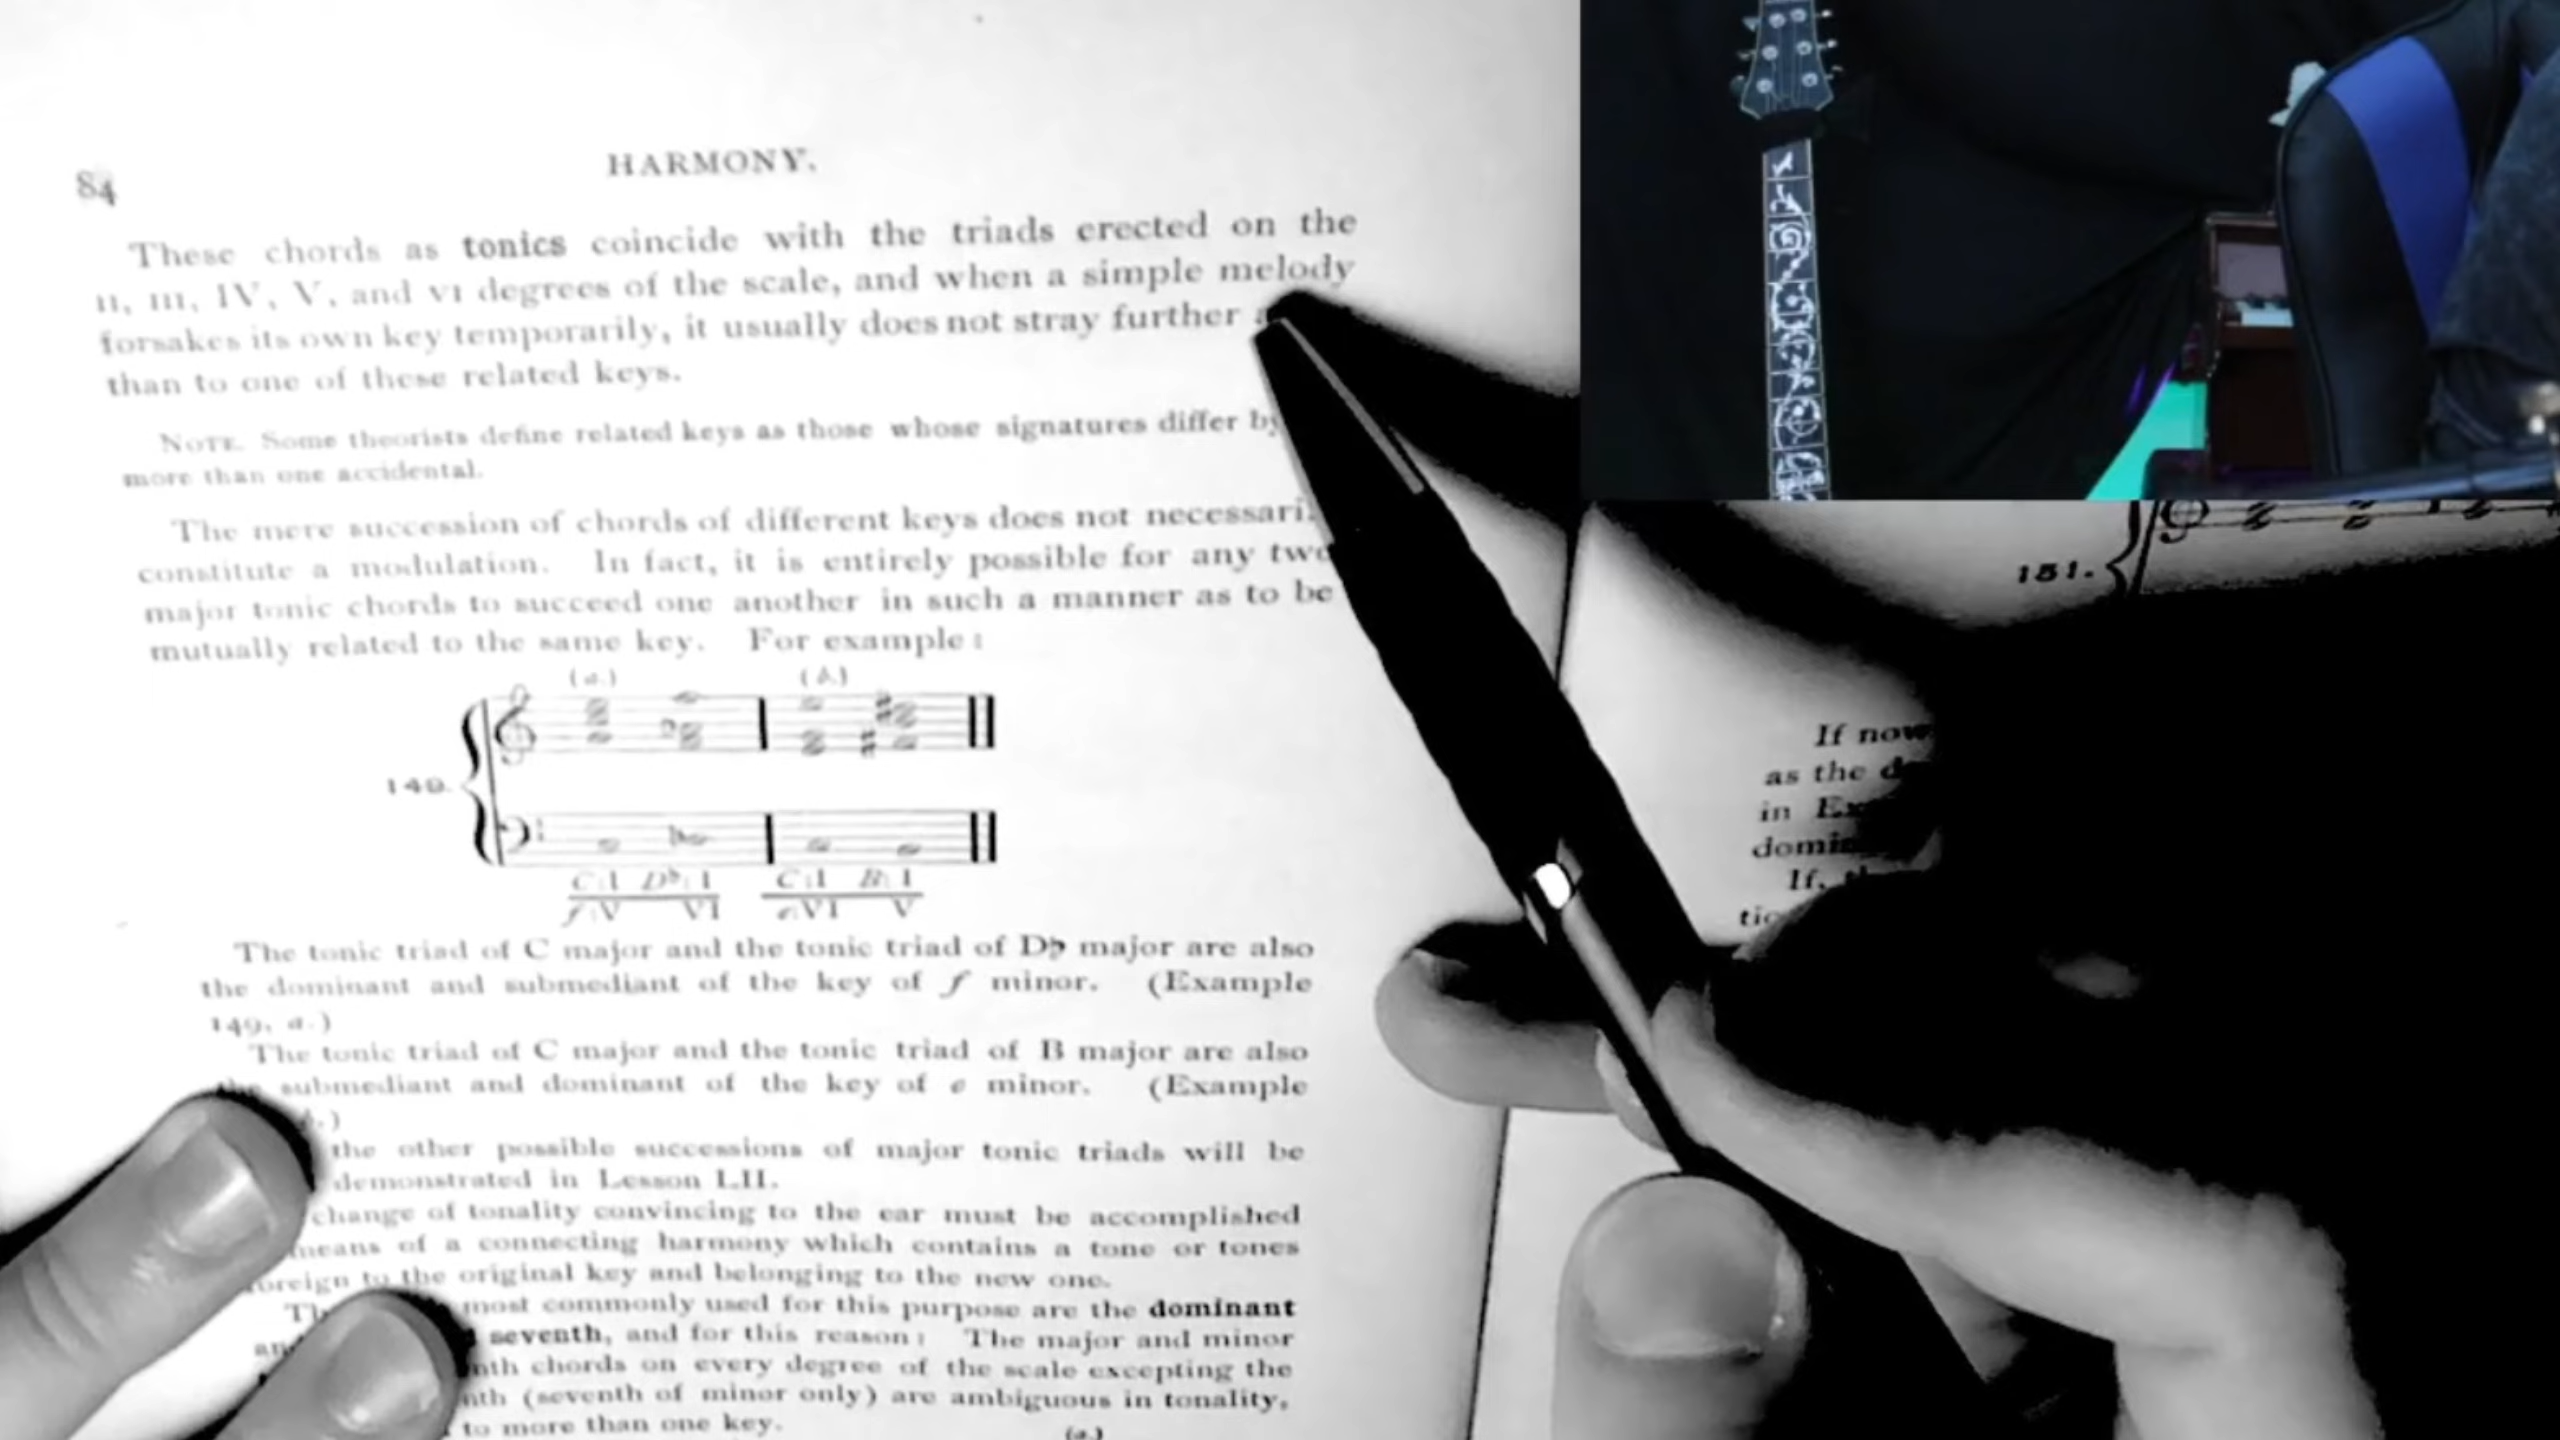 84
HARMONY.
These chords as tonics coincide with the triads erected on the
II, III, IV, V, and VI degrees of the scale, and when a simple melody
forsakes its own key temporarily, it usually does not stray further
than to one of these related keys.
NOTE. Some theorists define related keys as those whose signatures differ by
more than one accidental.
The mere succession of chords of different keys does not
constitute a modulation. In fact, it is entirely possible for any two
major tonic chords to succeed one another in such a manner as to be
mutually related to the same key. For example:
(a.) (b.)
149.
C:I D♭:I C:I B:I
f:V VI e:VI V
The tonic triad of C major and the tonic triad of D♭ major are also
the dominant and submediant of the key of f minor. (Example
149, a.)
The tonic triad of C major and the tonic triad of B major are also
the submediant and dominant of the key of e minor. (Example
.)
the other possible successions of major tonic triads will be
demonstrated in Lesson LII.
change of tonality convincing to the ear must be accomplished
means of a connecting harmony which contains a tone or tones
foreign to the original key and belonging to the new one.
most commonly used for this purpose are the dominant
seventh, and for this reason: The major and minor
chords on every degree of the scale excepting the
(seventh of minor only) are ambiguous in tonality,
to more than one key.
(a.)
151.
If now
as the
in
If,